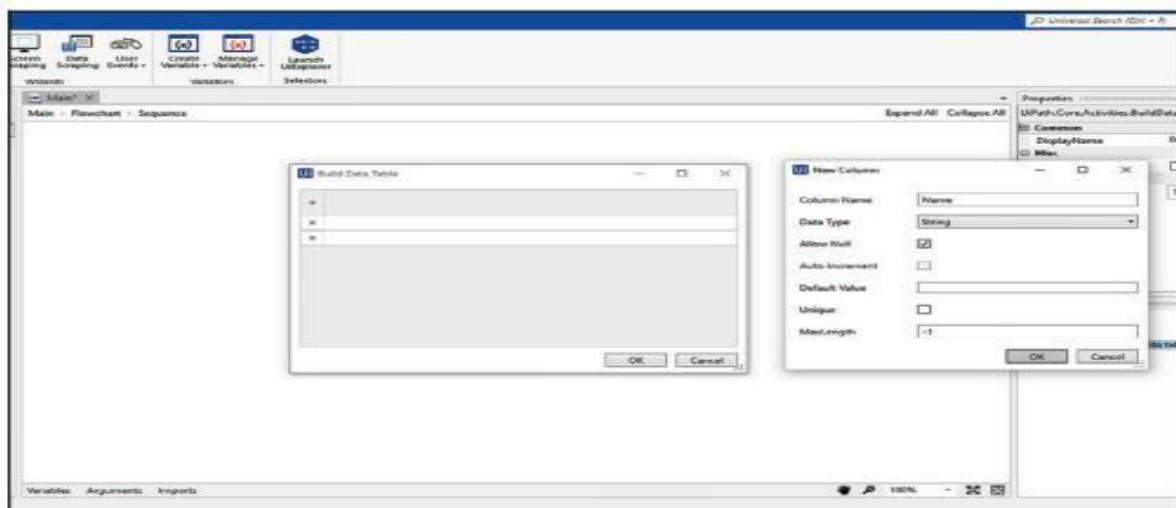 Universal Search (Ctrl + F)
Screen Scraping Data Scraping User Events Create Variable Manage Variables Launch UiExplorer
Wizards Variables Selectors
Main* ×
Main Flowchart Sequence Expand All Collapse All
Properties
UiPath.Core.Activities.BuildData
Common
DisplayName
Misc
Build Data Table
OK Cancel
New Column
Column Name Name
Data Type String
Allow Null
Auto Increment
Default Value
Unique
MaxLength -1
OK Cancel
Variables Arguments Imports 100%